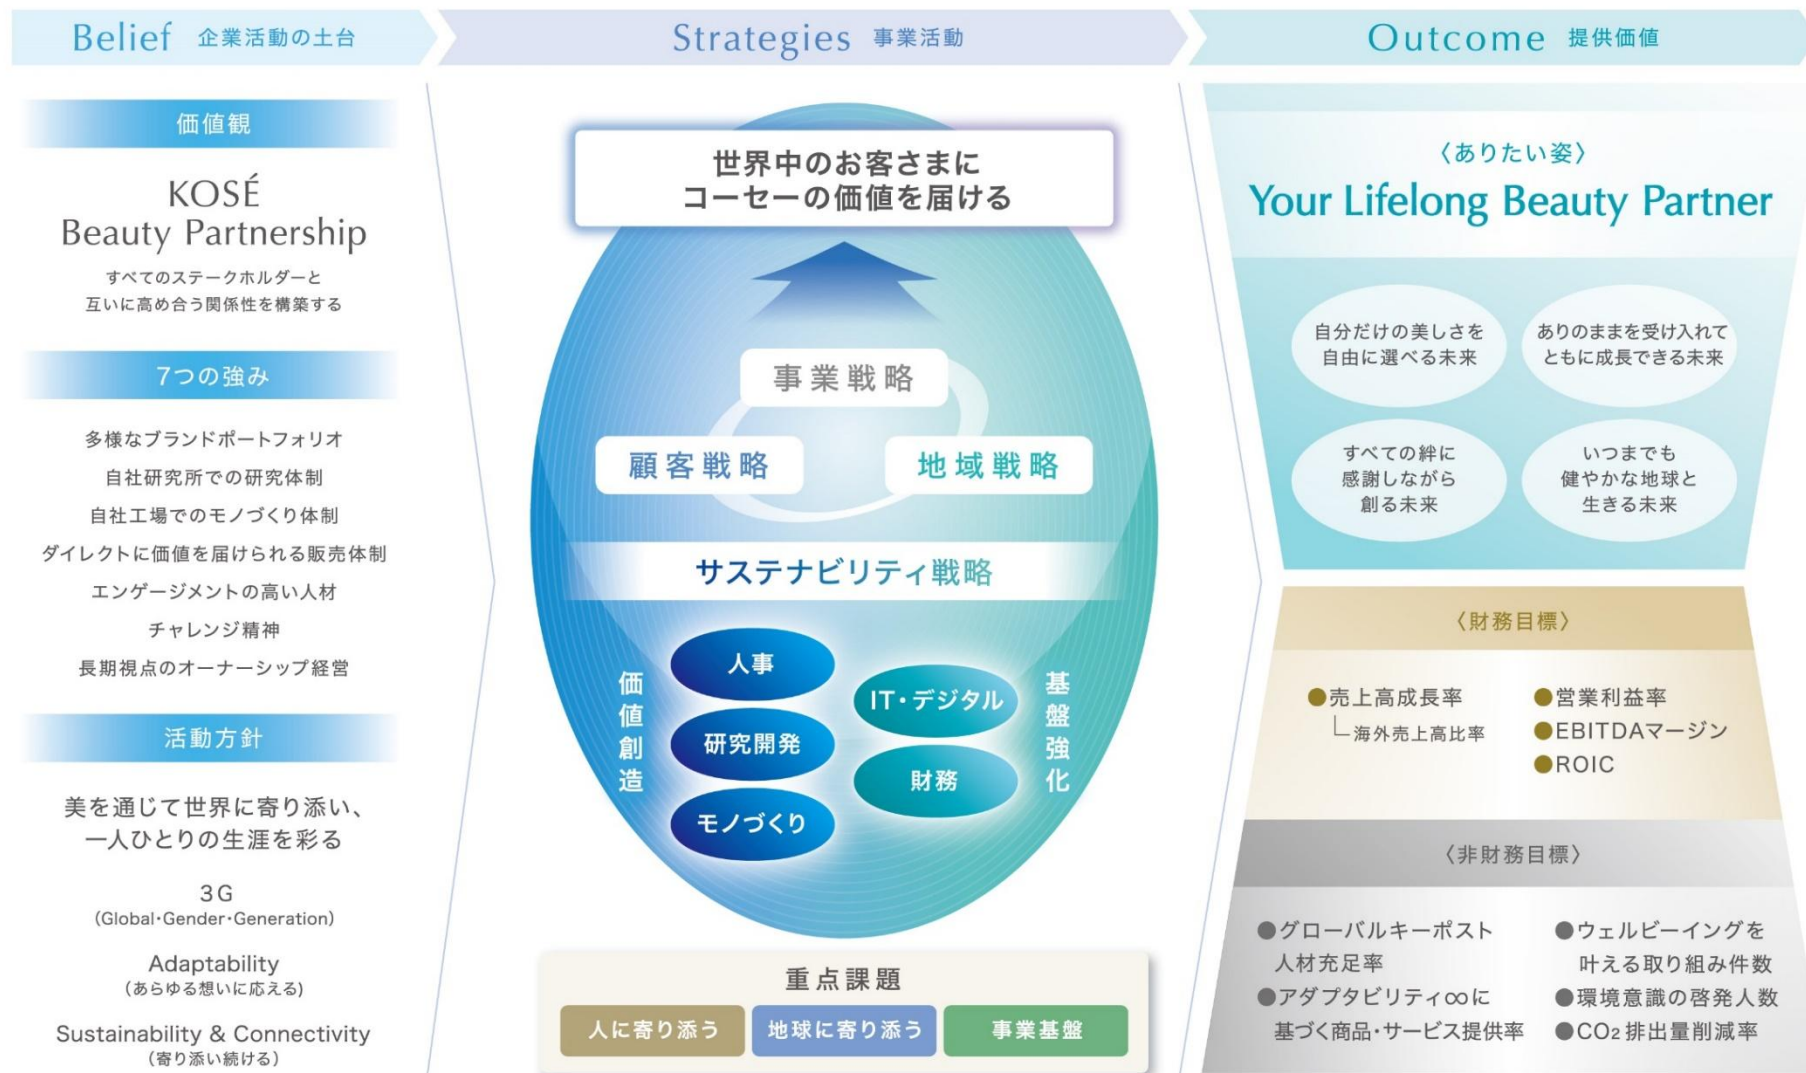 Belief 企業活動の土台
価値観
KOSÉ
Beauty Partnership
すべてのステークホルダーと
互いに高め合う関係性を構築する
7つの強み
多様なブランドポートフォリオ
自社研究所での研究体制
自社工場でのモノづくり体制
ダイレクトに価値を届けられる販売体制
エンゲージメントの高い人材
チャレンジ精神
長期視点のオーナーシップ経営
活動方針
美を通じて世界に寄り添い、
一人ひとりの生涯を彩る
3G
(Global・Gender・Generation)
Adaptability
(あらゆる想いに応える)
Sustainability & Connectivity
(寄り添い続ける)
Strategies 事業活動
世界中のお客さまに
コーセーの価値を届ける
事業戦略
顧客戦略
地域戦略
サステナビリティ戦略
価値創造
人事
研究開発
モノづくり
IT・デジタル
財務
基盤強化
重点課題
人に寄り添う
地球に寄り添う
事業基盤
Outcome 提供価値
〈ありたい姿〉
Your Lifelong Beauty Partner
自分だけの美しさを
自由に選べる未来
ありのままを受け入れて
ともに成長できる未来
すべての絆に
感謝しながら
創る未来
いつまでも
健やかな地球と
生きる未来
〈財務目標〉
●売上高成長率
海外売上高比率
●営業利益率
●EBITDAマージン
●ROIC
〈非財務目標〉
●グローバルキーポスト
人材充足率
●アダプタビリティ∞に
基づく商品・サービス提供率
●ウェルビーイングを
叶える取り組み件数
●環境意識の啓発人数
●CO₂排出量削減率